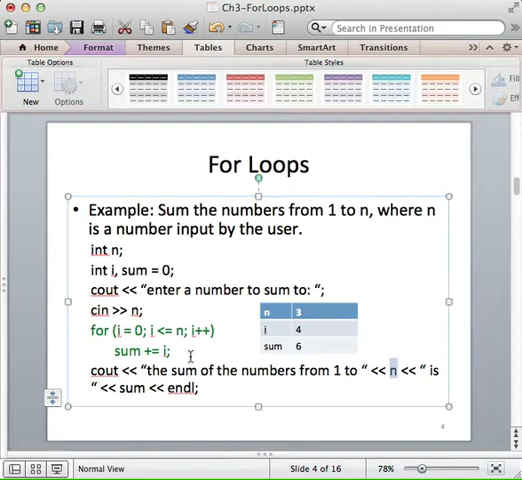 Ch3-ForLoops.pptx
Search in Presentation
Home Format Themes Tables Charts SmartArt Transitions
Table Options Table Styles
New Options Fill
Eff
For Loops
• Example: Sum the numbers from 1 to n, where n
is a number input by the user.
int n;
int i, sum = 0;
cout << “enter a number to sum to: “;
cin >> n;
for (i = 0; i <= n; i++)
sum += i;
n 3
i 4
sum 6
cout << “the sum of the numbers from 1 to “ << n << “ is
“ << sum << endl;
4
Normal View Slide 4 of 16 78%